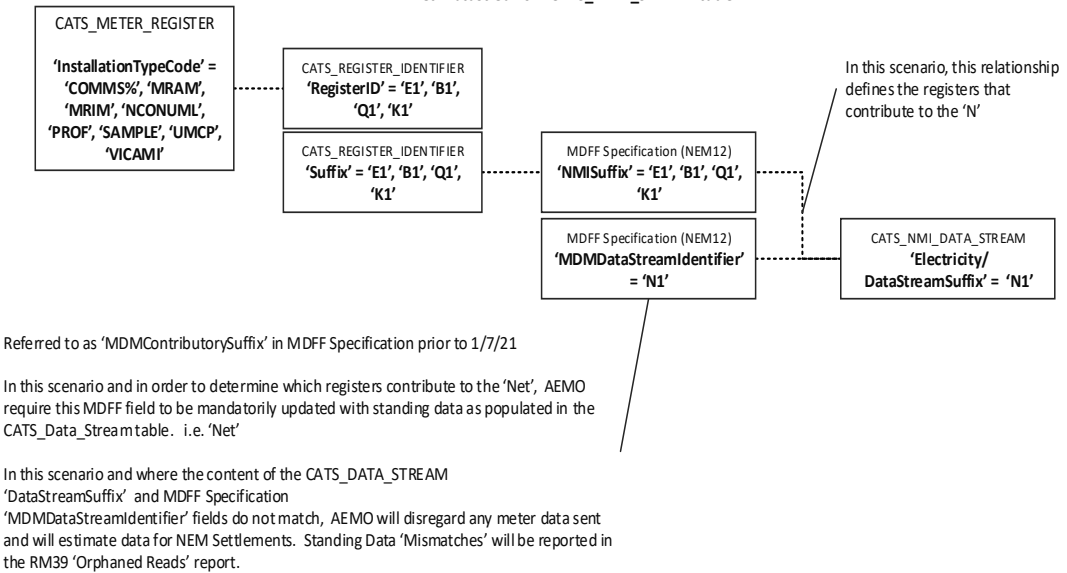 CATS_METER_REGISTER
'InstallationTypeCode' =
'COMMS%', 'MRAM',
'MRIM', 'NCONUML',
'PROF', 'SAMPLE', 'UMCP',
'VICAMI'
CATS_REGISTER_IDENTIFIER
'RegisterID' = 'E1', 'B1',
'Q1', 'K1'
CATS_REGISTER_IDENTIFIER
'Suffix' = 'E1', 'B1', 'Q1',
'K1'
MDFF Specification (NEM12)
'NMISuffix' = 'E1', 'B1', 'Q1',
'K1'
MDFF Specification (NEM12)
'MDMDataStreamIdentifier'
= 'N1'
In this scenario, this relationship
defines the registers that
contribute to the 'N'
CATS_NMI_DATA_STREAM
'Electricity/
DataStreamSuffix' = 'N1'
Referred to as 'MDMContributorySuffix' in MDFF Specification prior to 1/7/21
In this scenario and in order to determine which registers contribute to the 'Net', AEMO
require this MDFF field to be mandatorily updated with standing data as populated in the
CATS_Data_Stream table. i.e. 'Net'
In this scenario and where the content of the CATS_DATA_STREAM
'DataStreamSuffix' and MDFF Specification
'MDMDataStreamIdentifier' fields do not match, AEMO will disregard any meter data sent
and will estimate data for NEM Settlements. Standing Data 'Mismatches' will be reported in
the RM39 'Orphaned Reads' report.